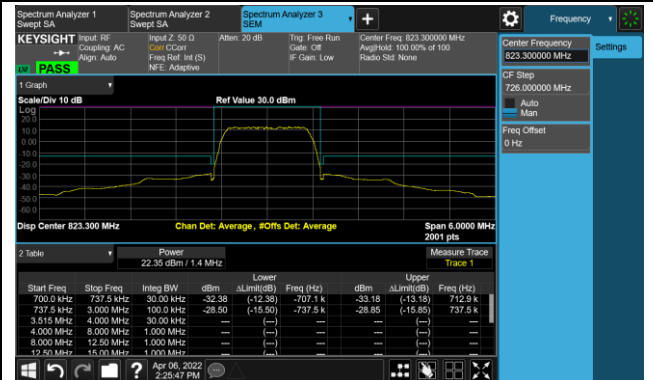 Spectrum Analyzer 1
Swept SA
Spectrum Analyzer 2
Swept SA
Spectrum Analyzer 3
SEM
+
Frequency
KEYSIGHT
Input: RF
Coupling: AC
Align: Auto
Input Z: 50 Ω
Corr CCorr
Freq Ref: Int (S)
NFE: Adaptive
Atten: 20 dB
Trig: Free Run
Gate: Off
IF Gain: Low
Center Freq: 823.300000 MHz
Avg|Hold: 100.00% of 100
Radio Std: None
LXI
PASS
Center Frequency
823.300000 MHz
Settings
CF Step
726.000000 MHz
Auto
Man
Freq Offset
0 Hz
1 Graph
Scale/Div 10 dB
Ref Value 30.0 dBm
Log
20.0
10.0
0.00
-10.0
-20.0
-30.0
-40.0
-50.0
-60.0
Disp Center 823.300 MHz
Chan Det: Average, #Offs Det: Average
Span 6.0000 MHz
2001 pts
2 Table
Power
22.35 dBm / 1.4 MHz
Measure Trace
Trace 1
Lower Upper
Start Freq Stop Freq Integ BW dBm ΔLimit(dB) Freq (Hz) dBm ΔLimit(dB) Freq (Hz)
700.0 kHz 737.5 kHz 30.00 kHz -32.38 (-12.38) -707.1 k -33.18 (-13.18) 712.9 k
737.5 kHz 3.000 MHz 100.0 kHz -28.50 (-15.50) -737.5 k -28.85 (-15.85) 737.5 k
3.515 MHz 4.000 MHz 30.00 kHz --- (---) --- --- (---) ---
4.000 MHz 8.000 MHz 1.000 MHz --- (---) --- --- (---) ---
8.000 MHz 12.50 MHz 1.000 MHz --- (---) --- --- (---) ---
12.50 MHz 15.00 MHz 1.000 MHz --- (---) --- --- (---) ---
?
Apr 06, 2022
2:25:47 PM